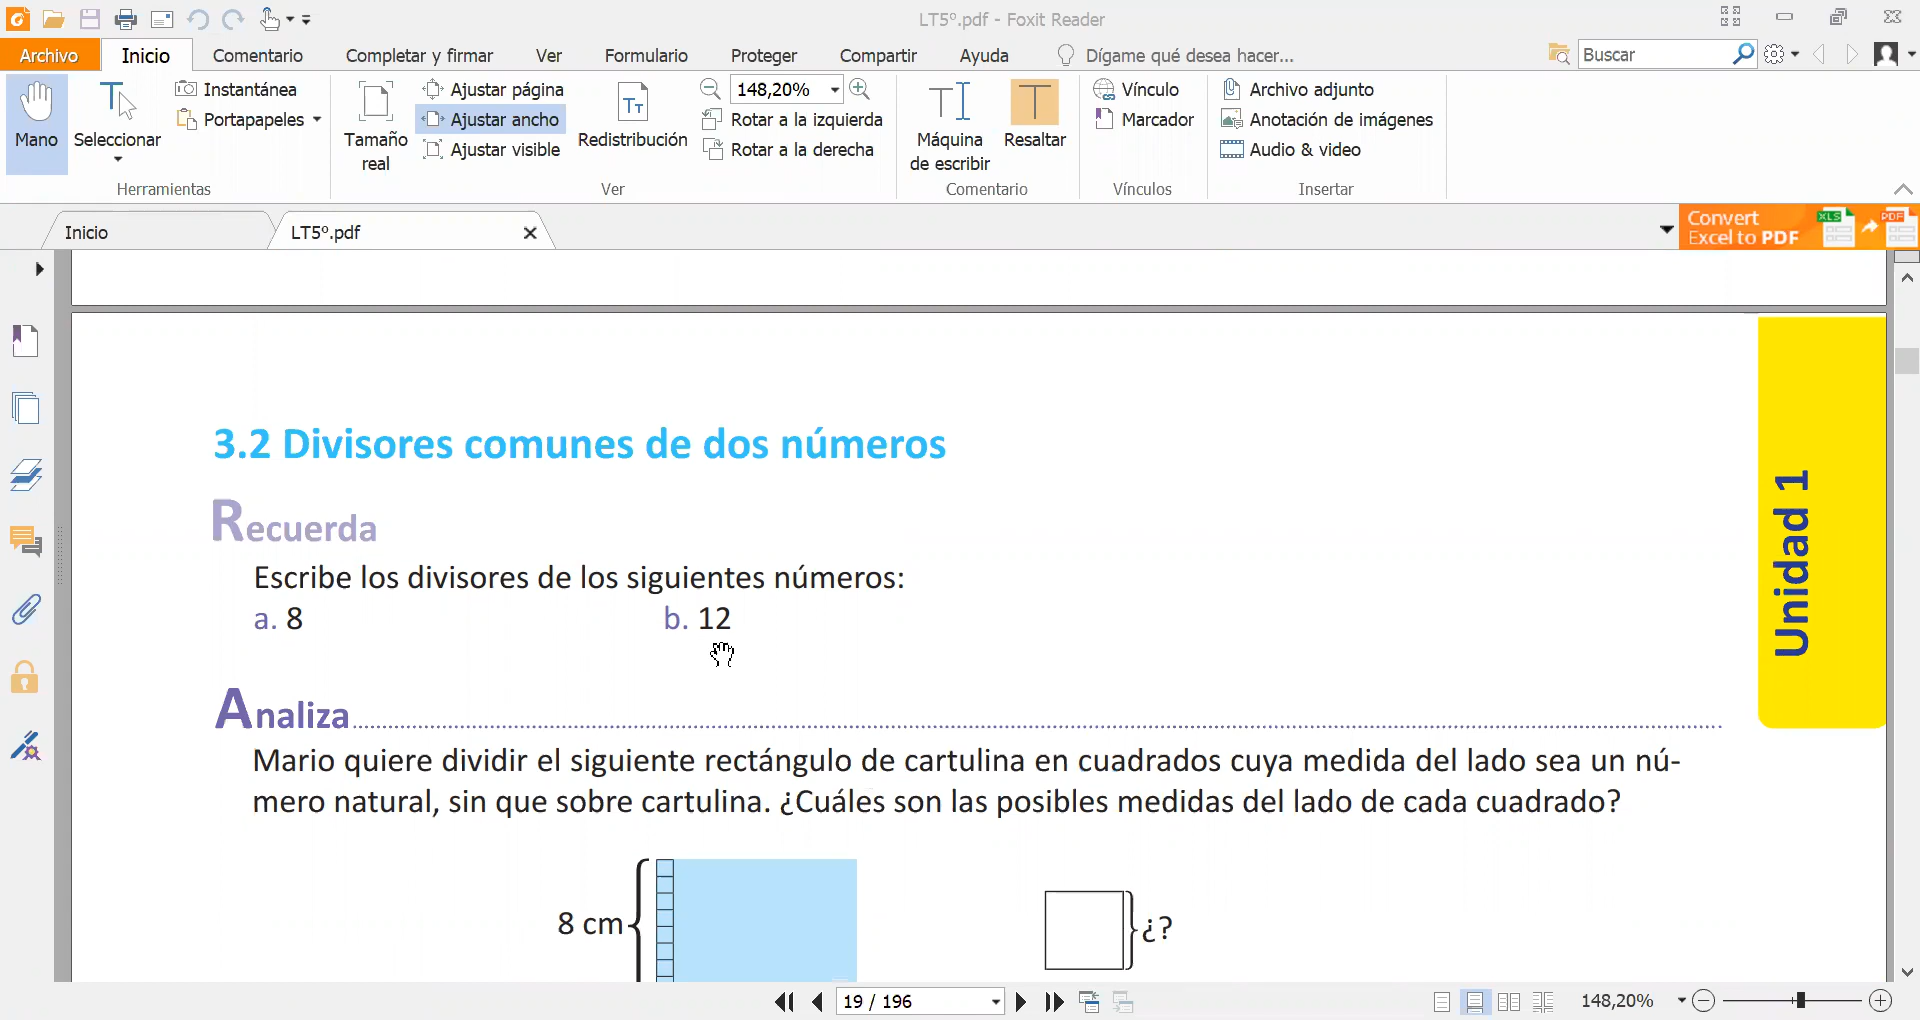 LT5º.pdf - Foxit Reader
Archivo
Inicio
Comentario
Completar y firmar
Ver
Formulario
Proteger
Compartir
Ayuda
Dígame qué desea hacer...
Buscar
Mano
Seleccionar
Instantánea
Portapapeles
Herramientas
Tamaño
real
Ajustar página
Ajustar ancho
Ajustar visible
Redistribución
148,20%
Rotar a la izquierda
Rotar a la derecha
Ver
Máquina
de escribir
Resaltar
Comentario
Vínculo
Marcador
Vínculos
Archivo adjunto
Anotación de imágenes
Audio & video
Insertar
Inicio
LT5º.pdf
Convert
Excel to PDF
XLS
PDF
3.2 Divisores comunes de dos números
Recuerda
Escribe los divisores de los siguientes números:
a. 8
b. 12
Unidad 1
Analiza
Mario quiere dividir el siguiente rectángulo de cartulina en cuadrados cuya medida del lado sea un nú-
mero natural, sin que sobre cartulina. ¿Cuáles son las posibles medidas del lado de cada cuadrado?
8 cm
¿?
19 / 196
148,20%